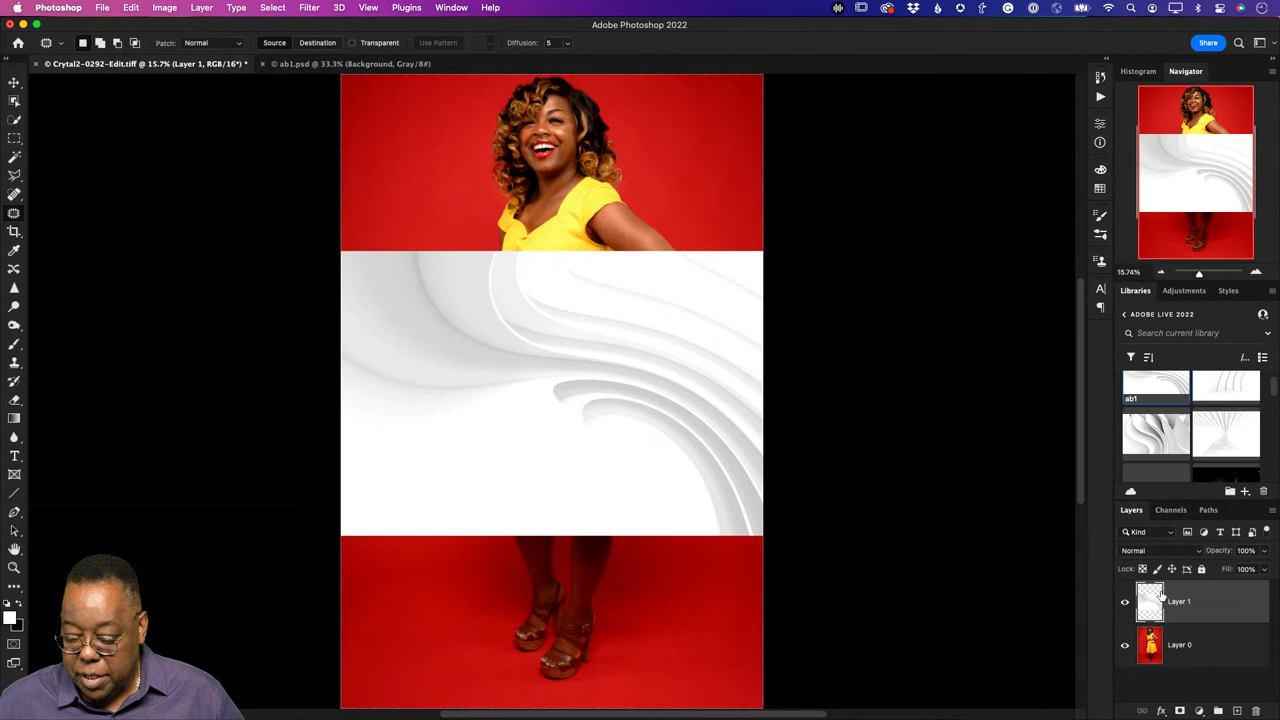 Photoshop File Edit Image Layer Type Select Filter 3D View Plugins Window Help
Adobe Photoshop 2022
Patch: Normal Source Destination Transparent Use Pattern Diffusion: 5 Share
× © Crytal2-0292-Edit.tiff @ 15.7% (Layer 1, RGB/16*) * × © ab1.psd @ 33.3% (Background, Gray/8#)
Histogram Navigator
15.74%
Libraries Adjustments Styles
ADOBE LIVE 2022
Search current library
ab1
Layers Channels Paths
Kind
Normal Opacity: 100%
Lock: Fill: 100%
Layer 1
Layer 0